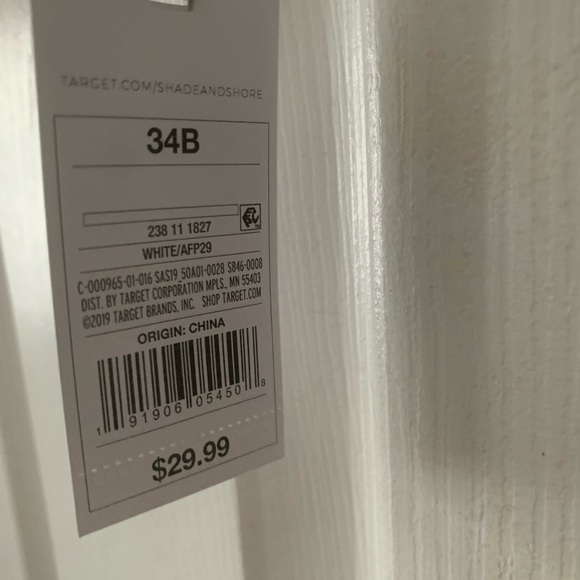 TARGET.COM/SHADEANDSHORE
34B
238 11 1827
WHITE/AFP29
C-000965-01-016 SAS19_50A01-0028 S846-0008
DIST. BY TARGET CORPORATION MPLS., MN 55403
©2019 TARGET BRANDS, INC. SHOP TARGET.COM
ORIGIN: CHINA
1 91906 05450 8
$29.99